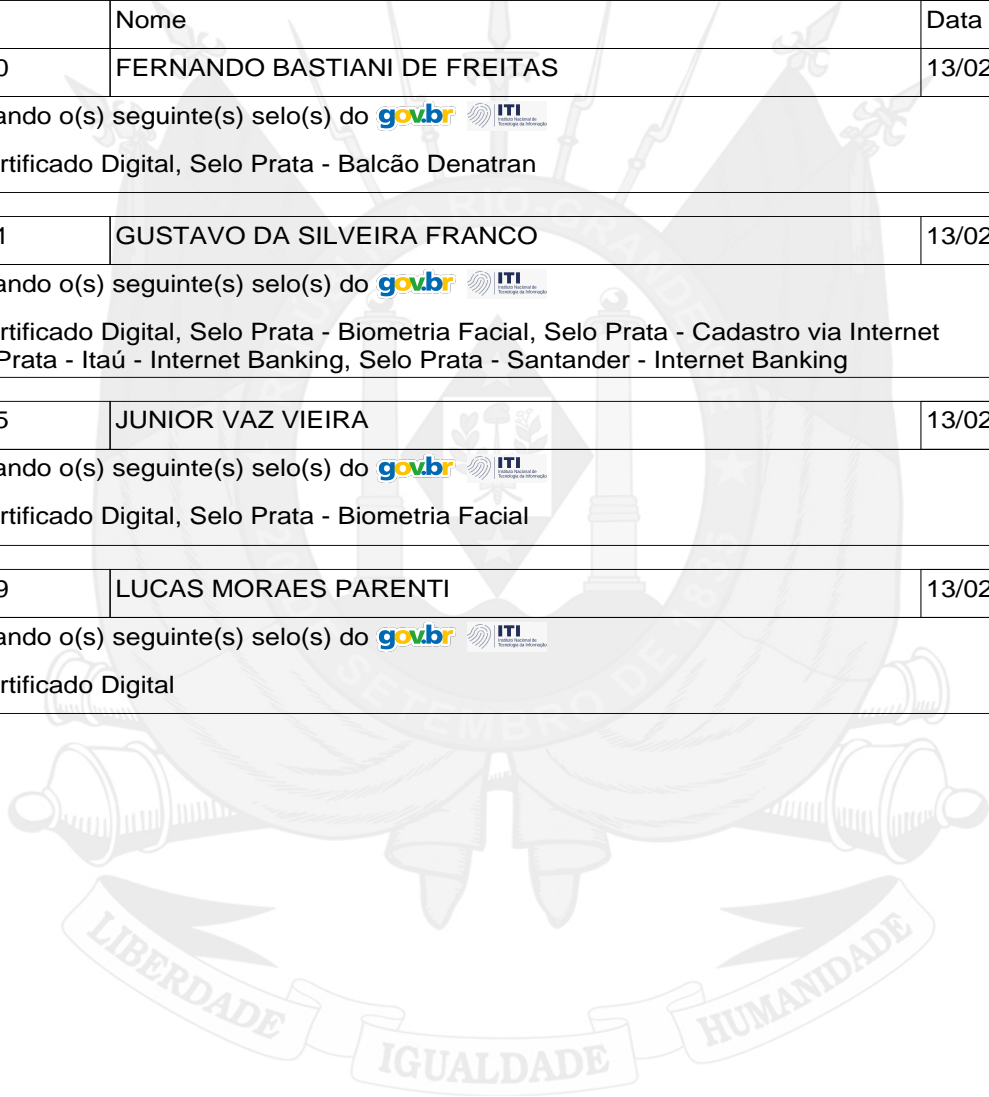 Nome Data
0 FERNANDO BASTIANI DE FREITAS 13/02
ando o(s) seguinte(s) selo(s) do gov.br ITI
rtificado Digital, Selo Prata - Balcão Denatran
1 GUSTAVO DA SILVEIRA FRANCO 13/02
ando o(s) seguinte(s) selo(s) do gov.br ITI
rtificado Digital, Selo Prata - Biometria Facial, Selo Prata - Cadastro via Internet
Prata - Itaú - Internet Banking, Selo Prata - Santander - Internet Banking
5 JUNIOR VAZ VIEIRA 13/02
ando o(s) seguinte(s) selo(s) do gov.br ITI
rtificado Digital, Selo Prata - Biometria Facial
9 LUCAS MORAES PARENTI 13/02
ando o(s) seguinte(s) selo(s) do gov.br ITI
rtificado Digital
SETEMBRO DE 1835
LIBERDADE
IGUALDADE
HUMANIDADE